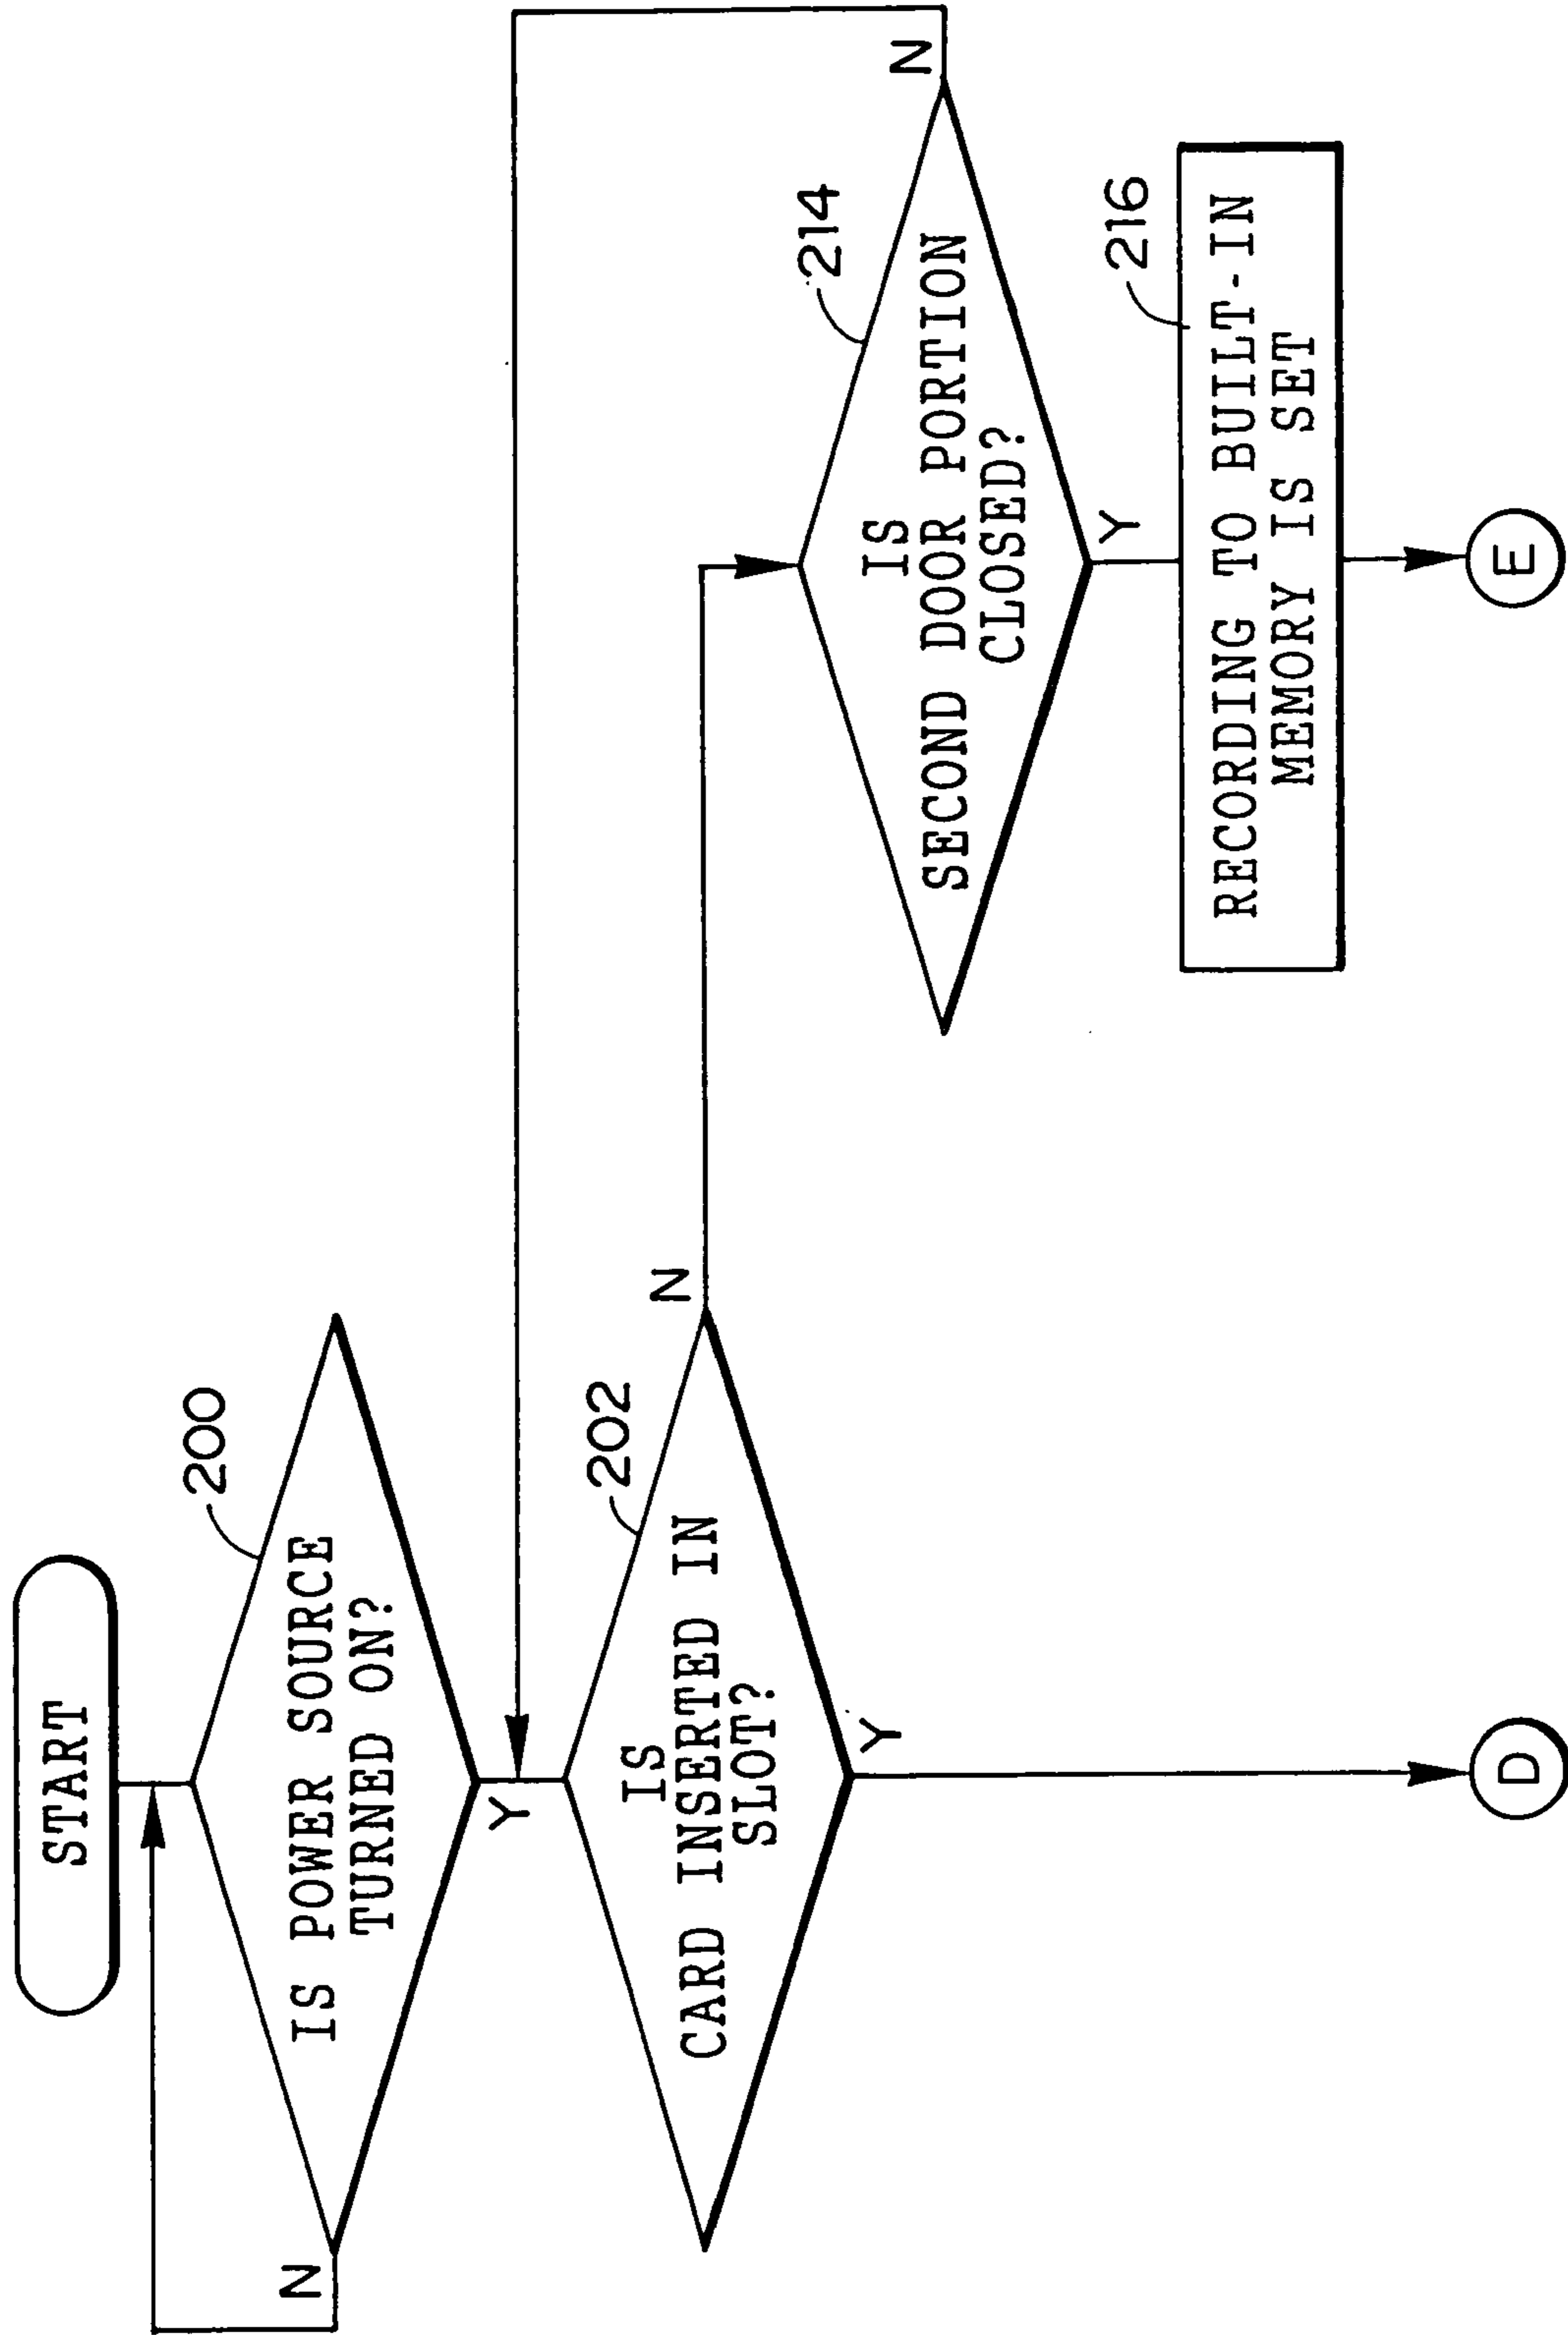 START
200
IS POWER SOURCE
TURNED ON?
N
Y
202
IS
CARD INSERTED IN
SLOT?
N
Y
D
214
IS
SECOND DOOR PORTION
CLOSED?
N
Y
216
RECORDING TO BUILT-IN
MEMORY IS SET
E